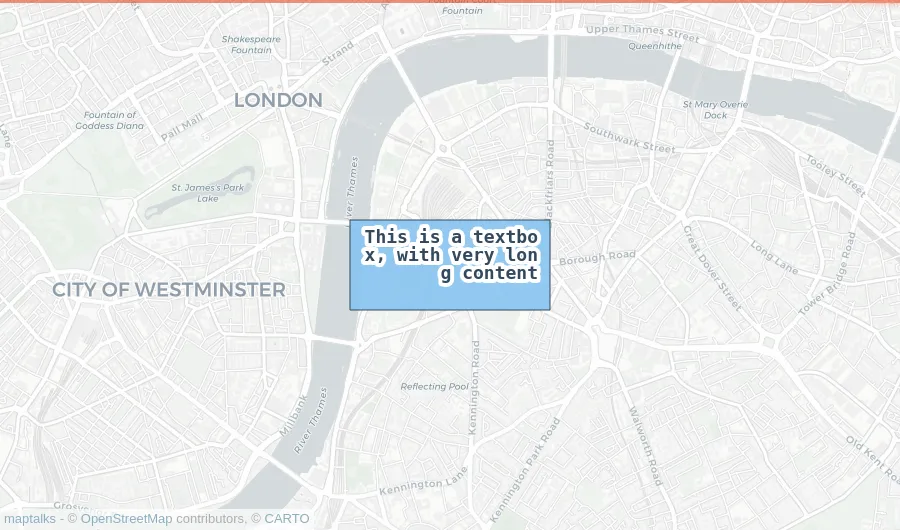 Fountain
Upper Thames Street
Queenhithe
Shakespeare
Fountain
Strand
LONDON
St Mary Overie
Dock
Fountain of
Goddess Diana
Pall Mall
Lane
Southwark Street
Tooley Street
St. James's Park
Lake
River Thames
Blackfriars Road
This is a textbo
x, with very lon
g content
Borough Road
Great Dover Street
Long Lane
Tower Bridge Road
CITY OF WESTMINSTER
Reflecting Pool
Kennington Road
Millbank
River Thames
Walworth Road
Kennington Park Road
Old Kent Road
Kennington Lane
maptalks - © OpenStreetMap contributors, © CARTO